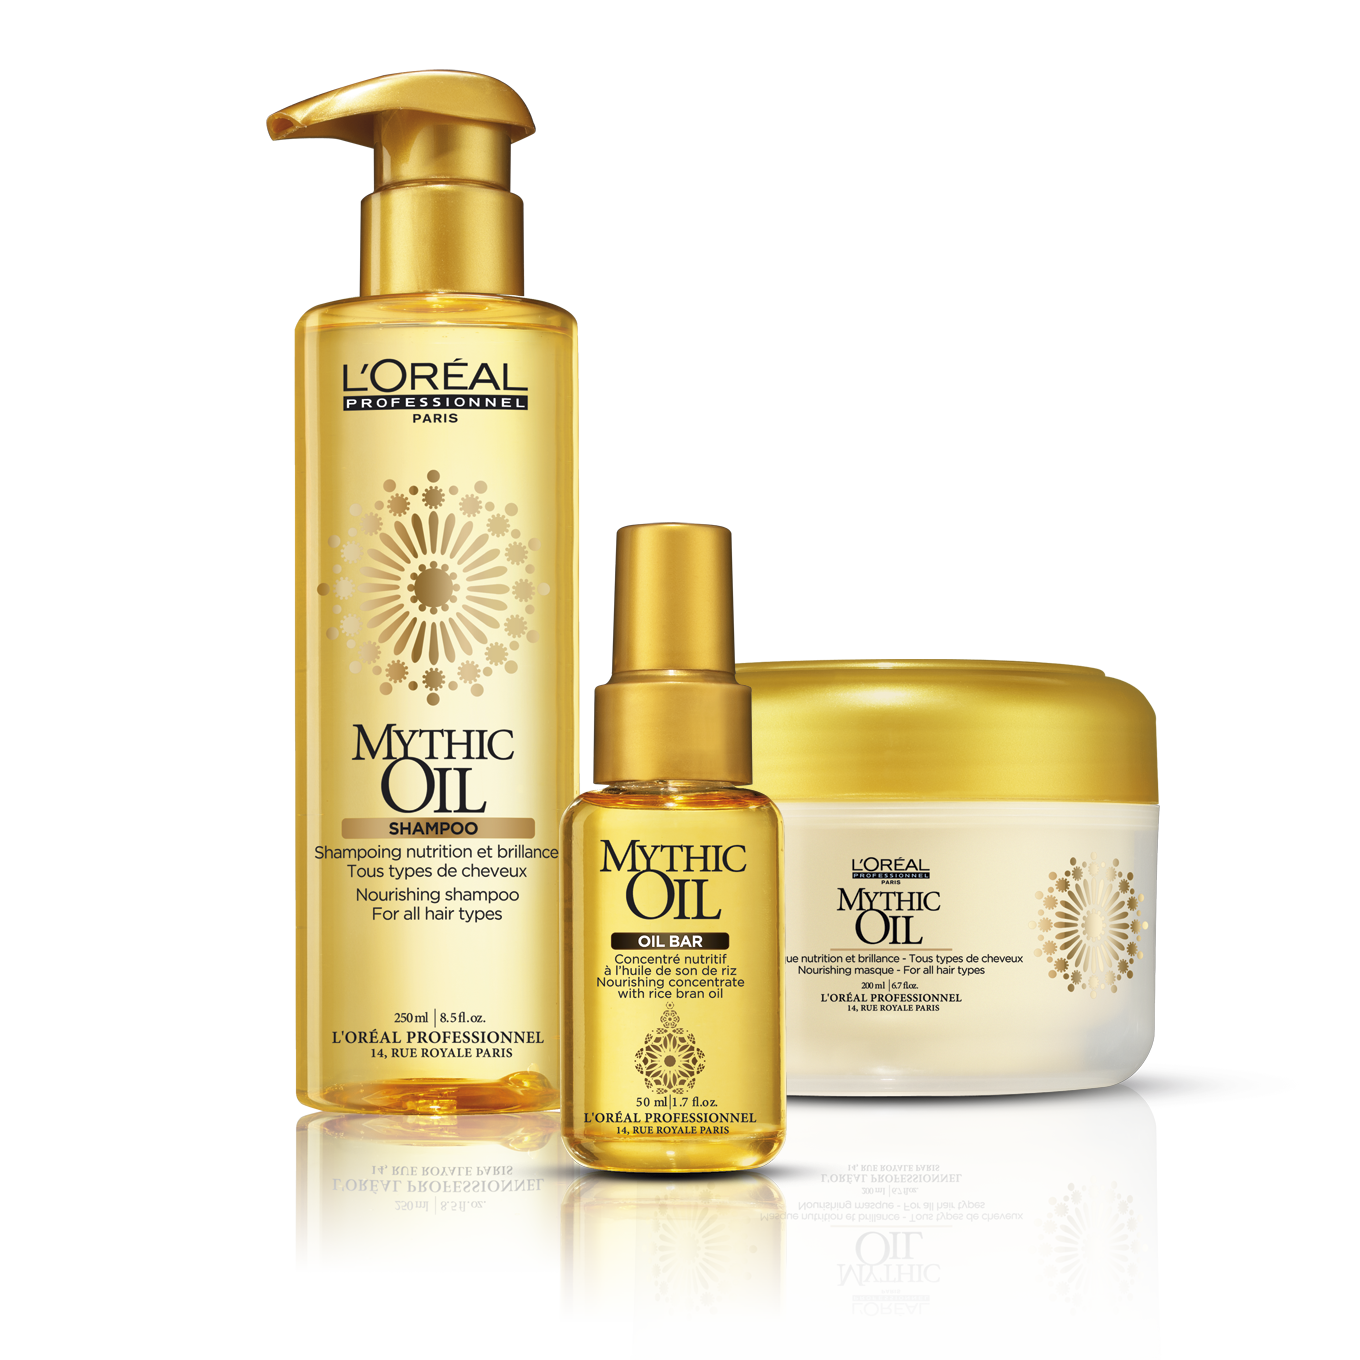 L'ORÉAL
PROFESSIONNEL
PARIS
MYTHIC
OIL
SHAMPOO
Shampoing nutrition et brillance
Tous types de cheveux
Nourishing shampoo
For all hair types
250 ml | 8.5 fl.oz.
L'ORÉAL PROFESSIONNEL
14, RUE ROYALE PARIS
MYTHIC
OIL
OIL BAR
Concentré nutritif
à l'huile de son de riz
Nourishing concentrate
with rice bran oil
50 ml | 1.7 fl.oz.
L'ORÉAL PROFESSIONNEL
14, RUE ROYALE PARIS
L'ORÉAL
PROFESSIONNEL
PARIS
MYTHIC
OIL
nutrition et brillance - Tous types de cheveux
Nourishing masque - For all hair types
200 ml | 6.7 fl.oz.
L'ORÉAL PROFESSIONNEL
14, RUE ROYALE PARIS